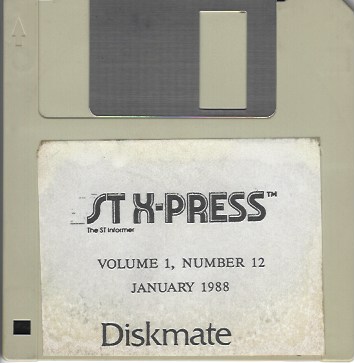 ST X-PRESS™
The ST Informer
VOLUME 1, NUMBER 12
JANUARY 1988
Diskmate